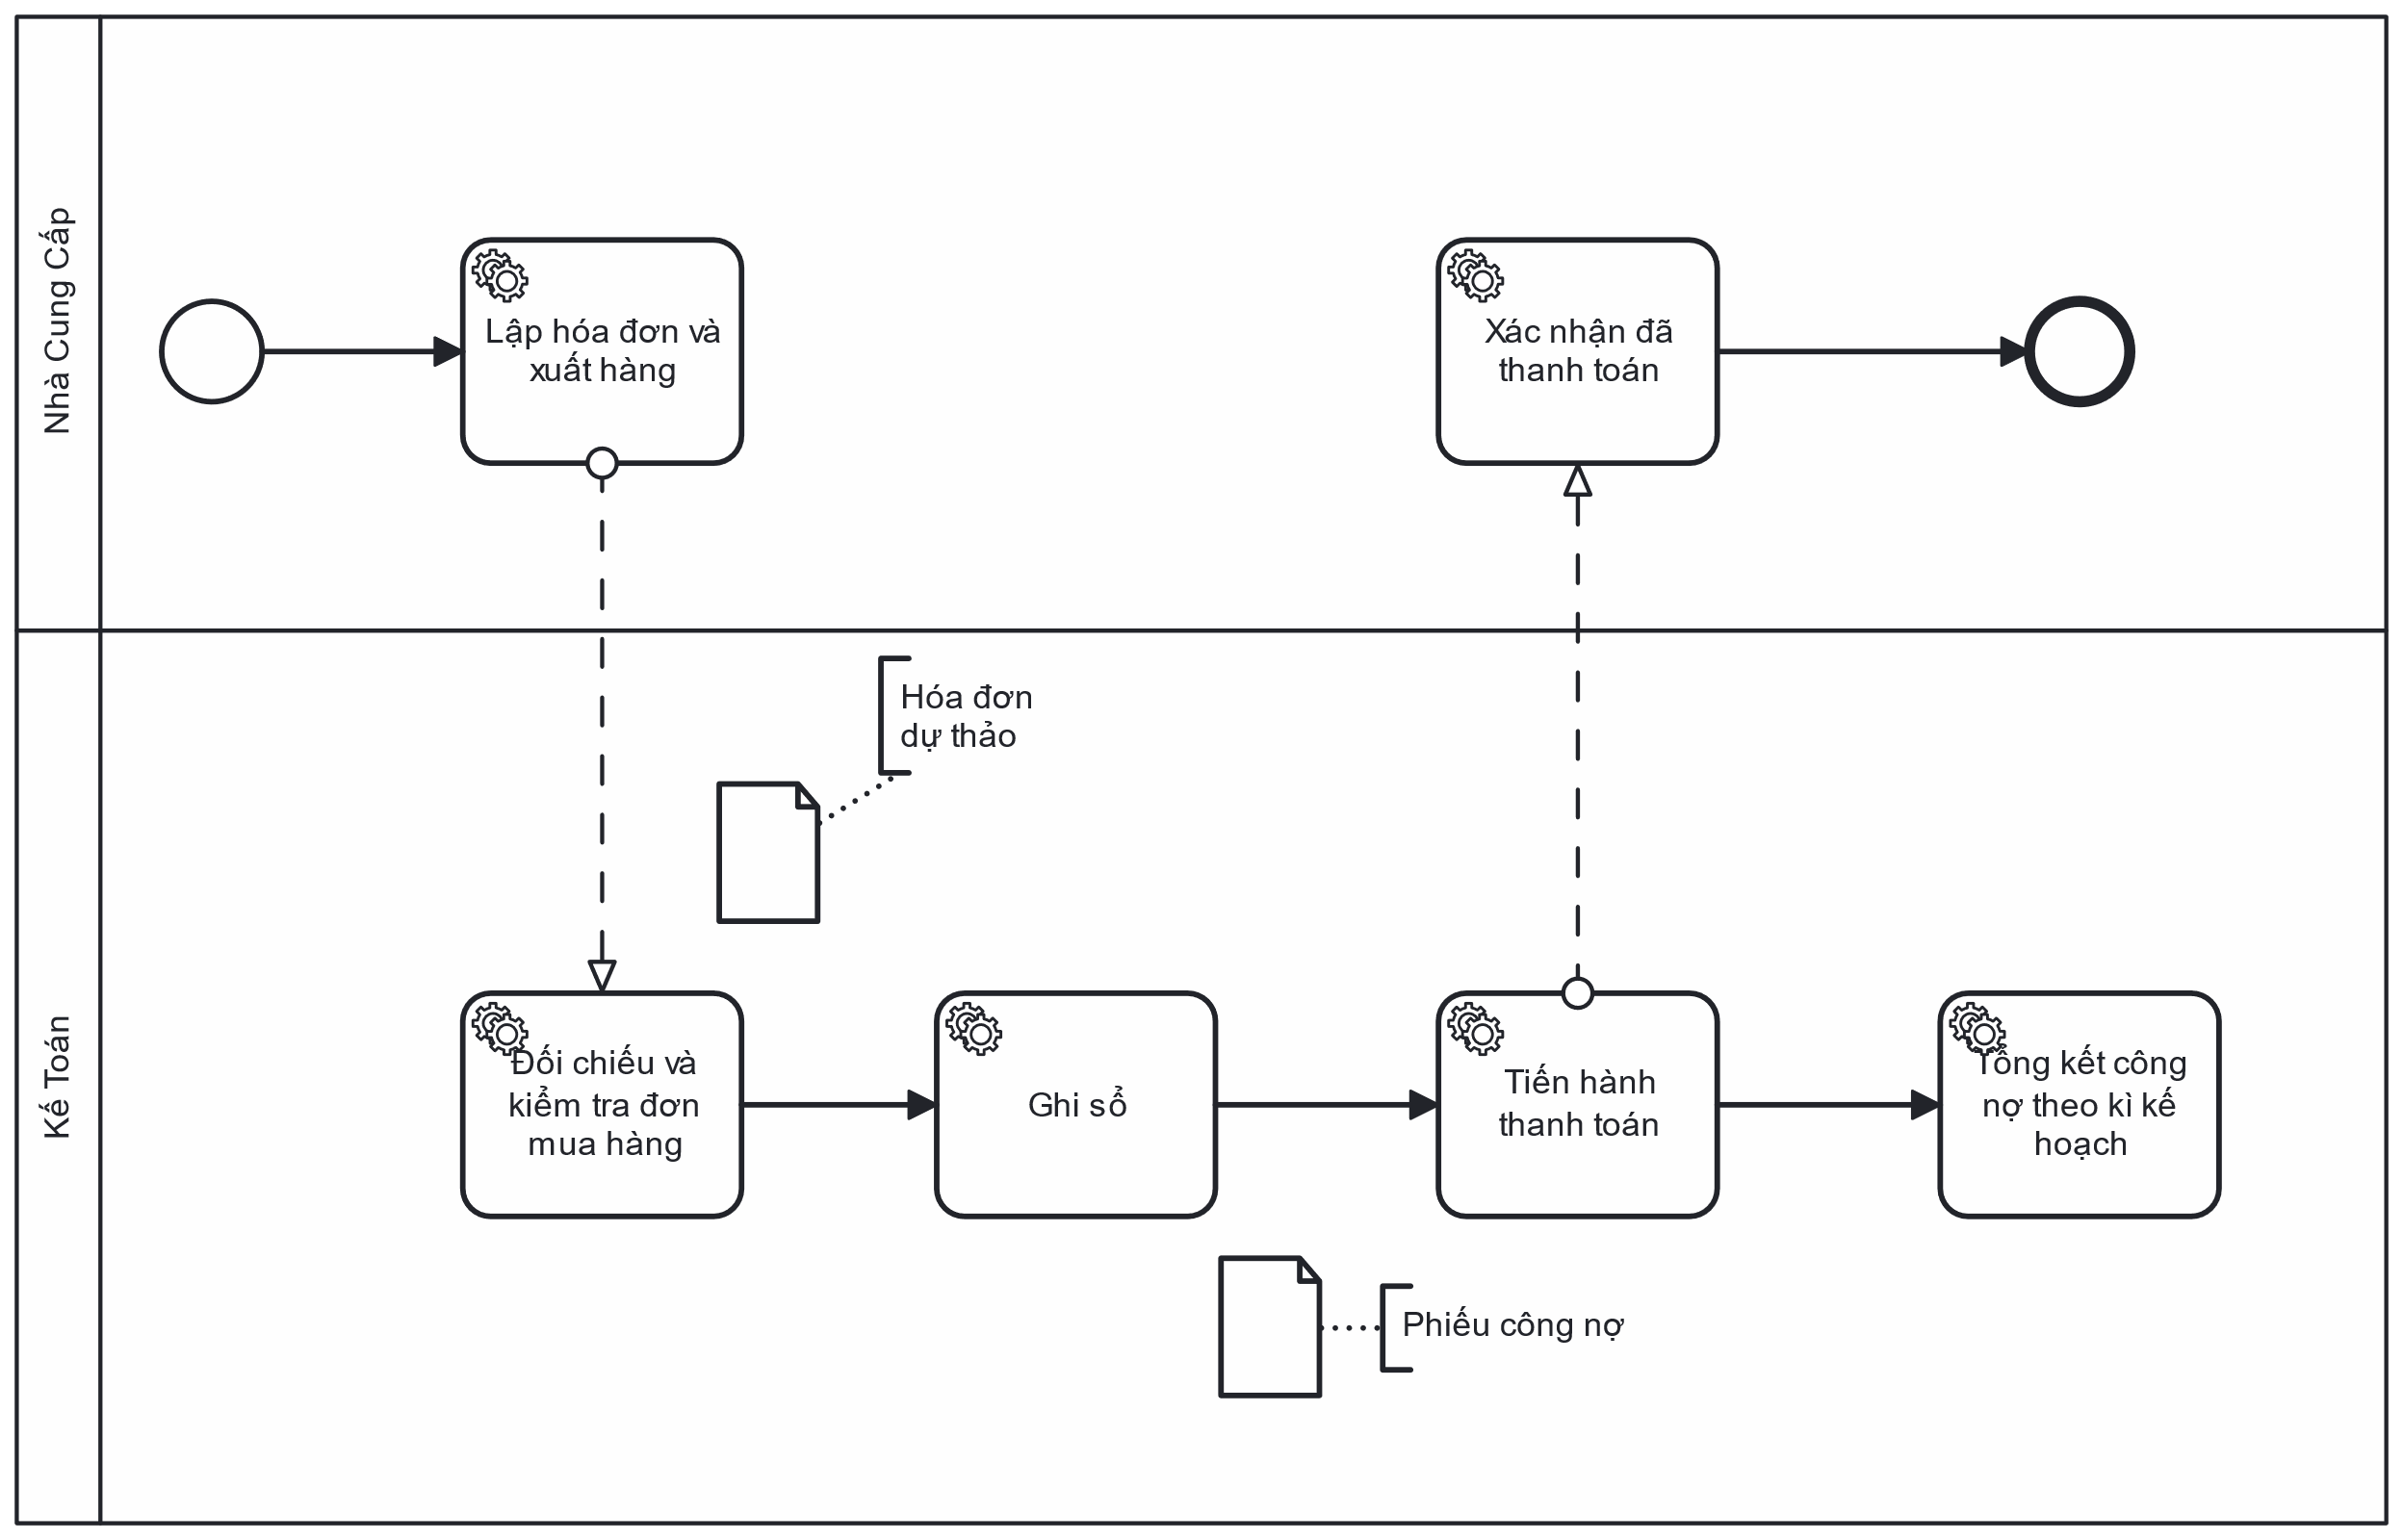 Nhà Cung Cấp
Lập hóa đơn và
xuất hàng
Xác nhận đã
thanh toán
Kế Toán
Hóa đơn
dự thảo
Đối chiếu và
kiểm tra đơn
mua hàng
Ghi sổ
Tiến hành
thanh toán
Tổng kết công
nợ theo kì kế
hoạch
Phiếu công nợ